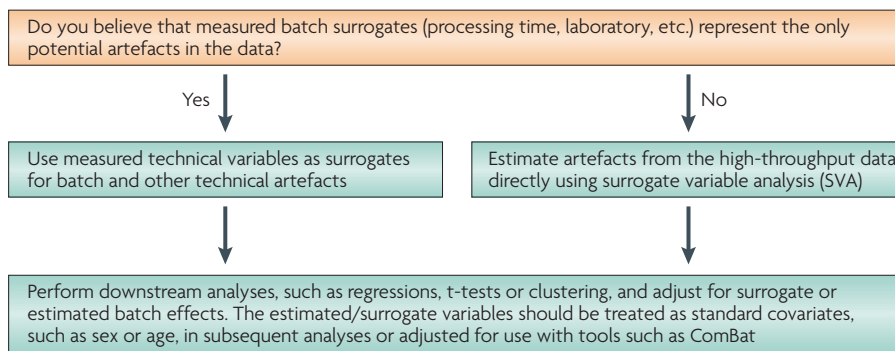 Do you believe that measured batch surrogates (processing time, laboratory, etc.) represent the only
potential artefacts in the data?
Yes
No
Use measured technical variables as surrogates
for batch and other technical artefacts
Estimate artefacts from the high-throughput data
directly using surrogate variable analysis (SVA)
Perform downstream analyses, such as regressions, t-tests or clustering, and adjust for surrogate or
estimated batch effects. The estimated/surrogate variables should be treated as standard covariates,
such as sex or age, in subsequent analyses or adjusted for use with tools such as ComBat